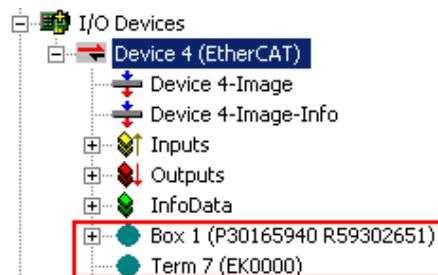 I/O Devices
Device 4 (EtherCAT)
Device 4-Image
Device 4-Image-Info
Inputs
Outputs
InfoData
Box 1 (P30165940 R59302651)
Term 7 (EK0000)